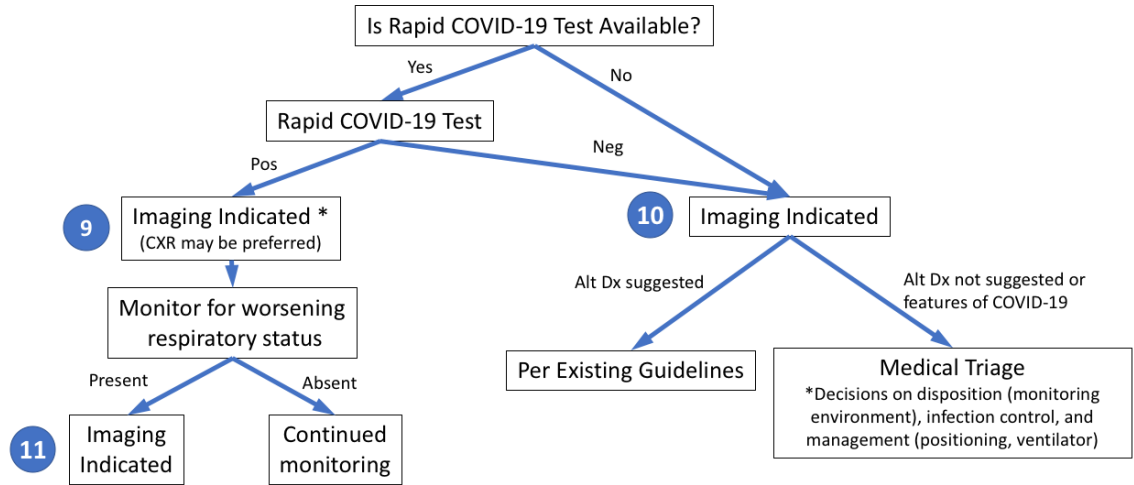 Is Rapid COVID-19 Test Available?
Yes
No
Rapid COVID-19 Test
Pos
Neg
9
Imaging Indicated *
(CXR may be preferred)
10
Imaging Indicated
Alt Dx suggested
Alt Dx not suggested or
features of COVID-19
Monitor for worsening
respiratory status
Per Existing Guidelines
Medical Triage
*Decisions on disposition (monitoring
environment), infection control, and
management (positioning, ventilator)
Present
Absent
11
Imaging
Indicated
Continued
monitoring